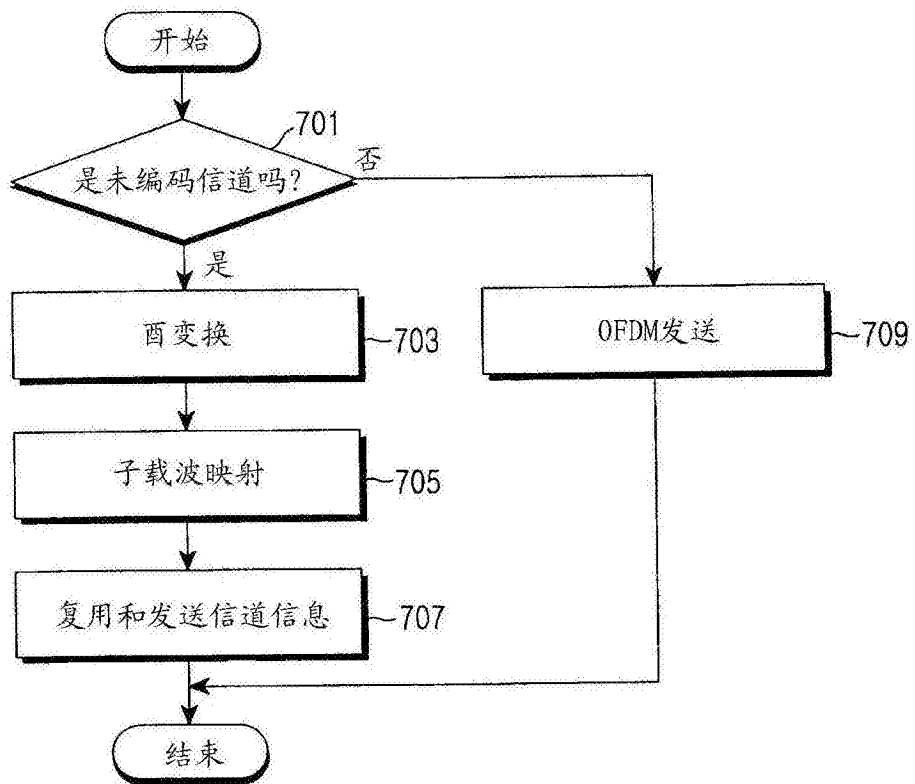 开始
701
是未编码信道吗?
否
是
酉变换
703
OFDM发送
709
子载波映射
705
复用和发送信道信息
707
结束